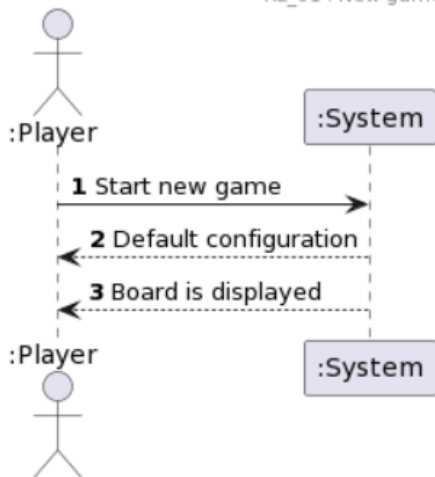 :Player
:System
1 Start new game
2 Default configuration
3 Board is displayed
:Player
:System